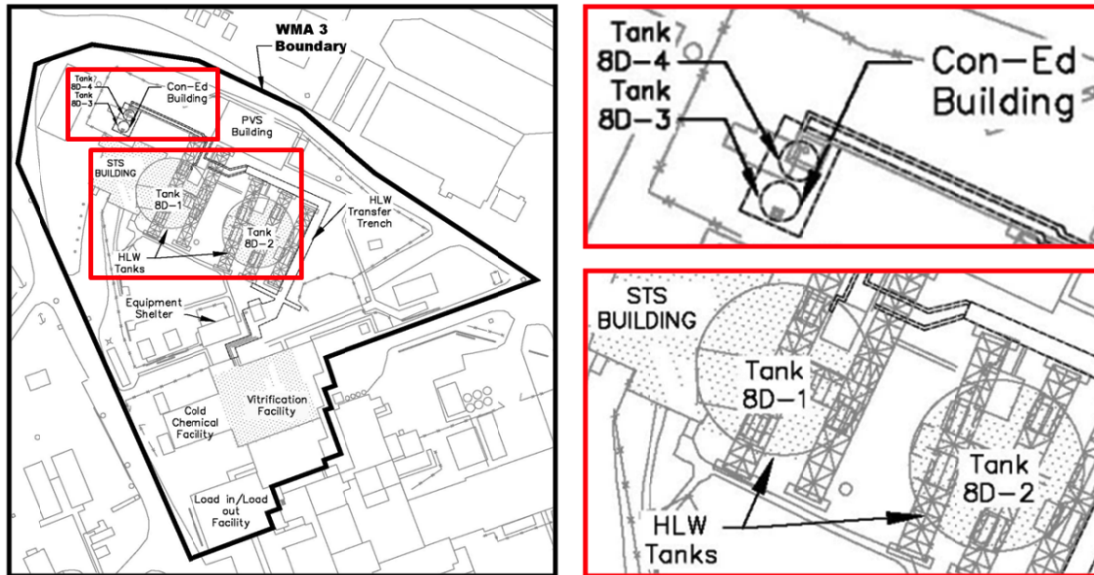 WMA 3
Boundary
Tank
8D-4
Tank
8D-3
Con-Ed
Building
PVS
Building
STS
BUILDING
Tank
8D-1
HLW
Transfer
Trench
Tank
8D-2
HLW
Tanks
Equipment
Shelter
Vitrification
Facility
Cold
Chemical
Facility
Load in/Load
out
Facility
Tank
8D-4
Tank
8D-3
Con-Ed
Building
STS
BUILDING
Tank
8D-1
Tank
8D-2
HLW
Tanks